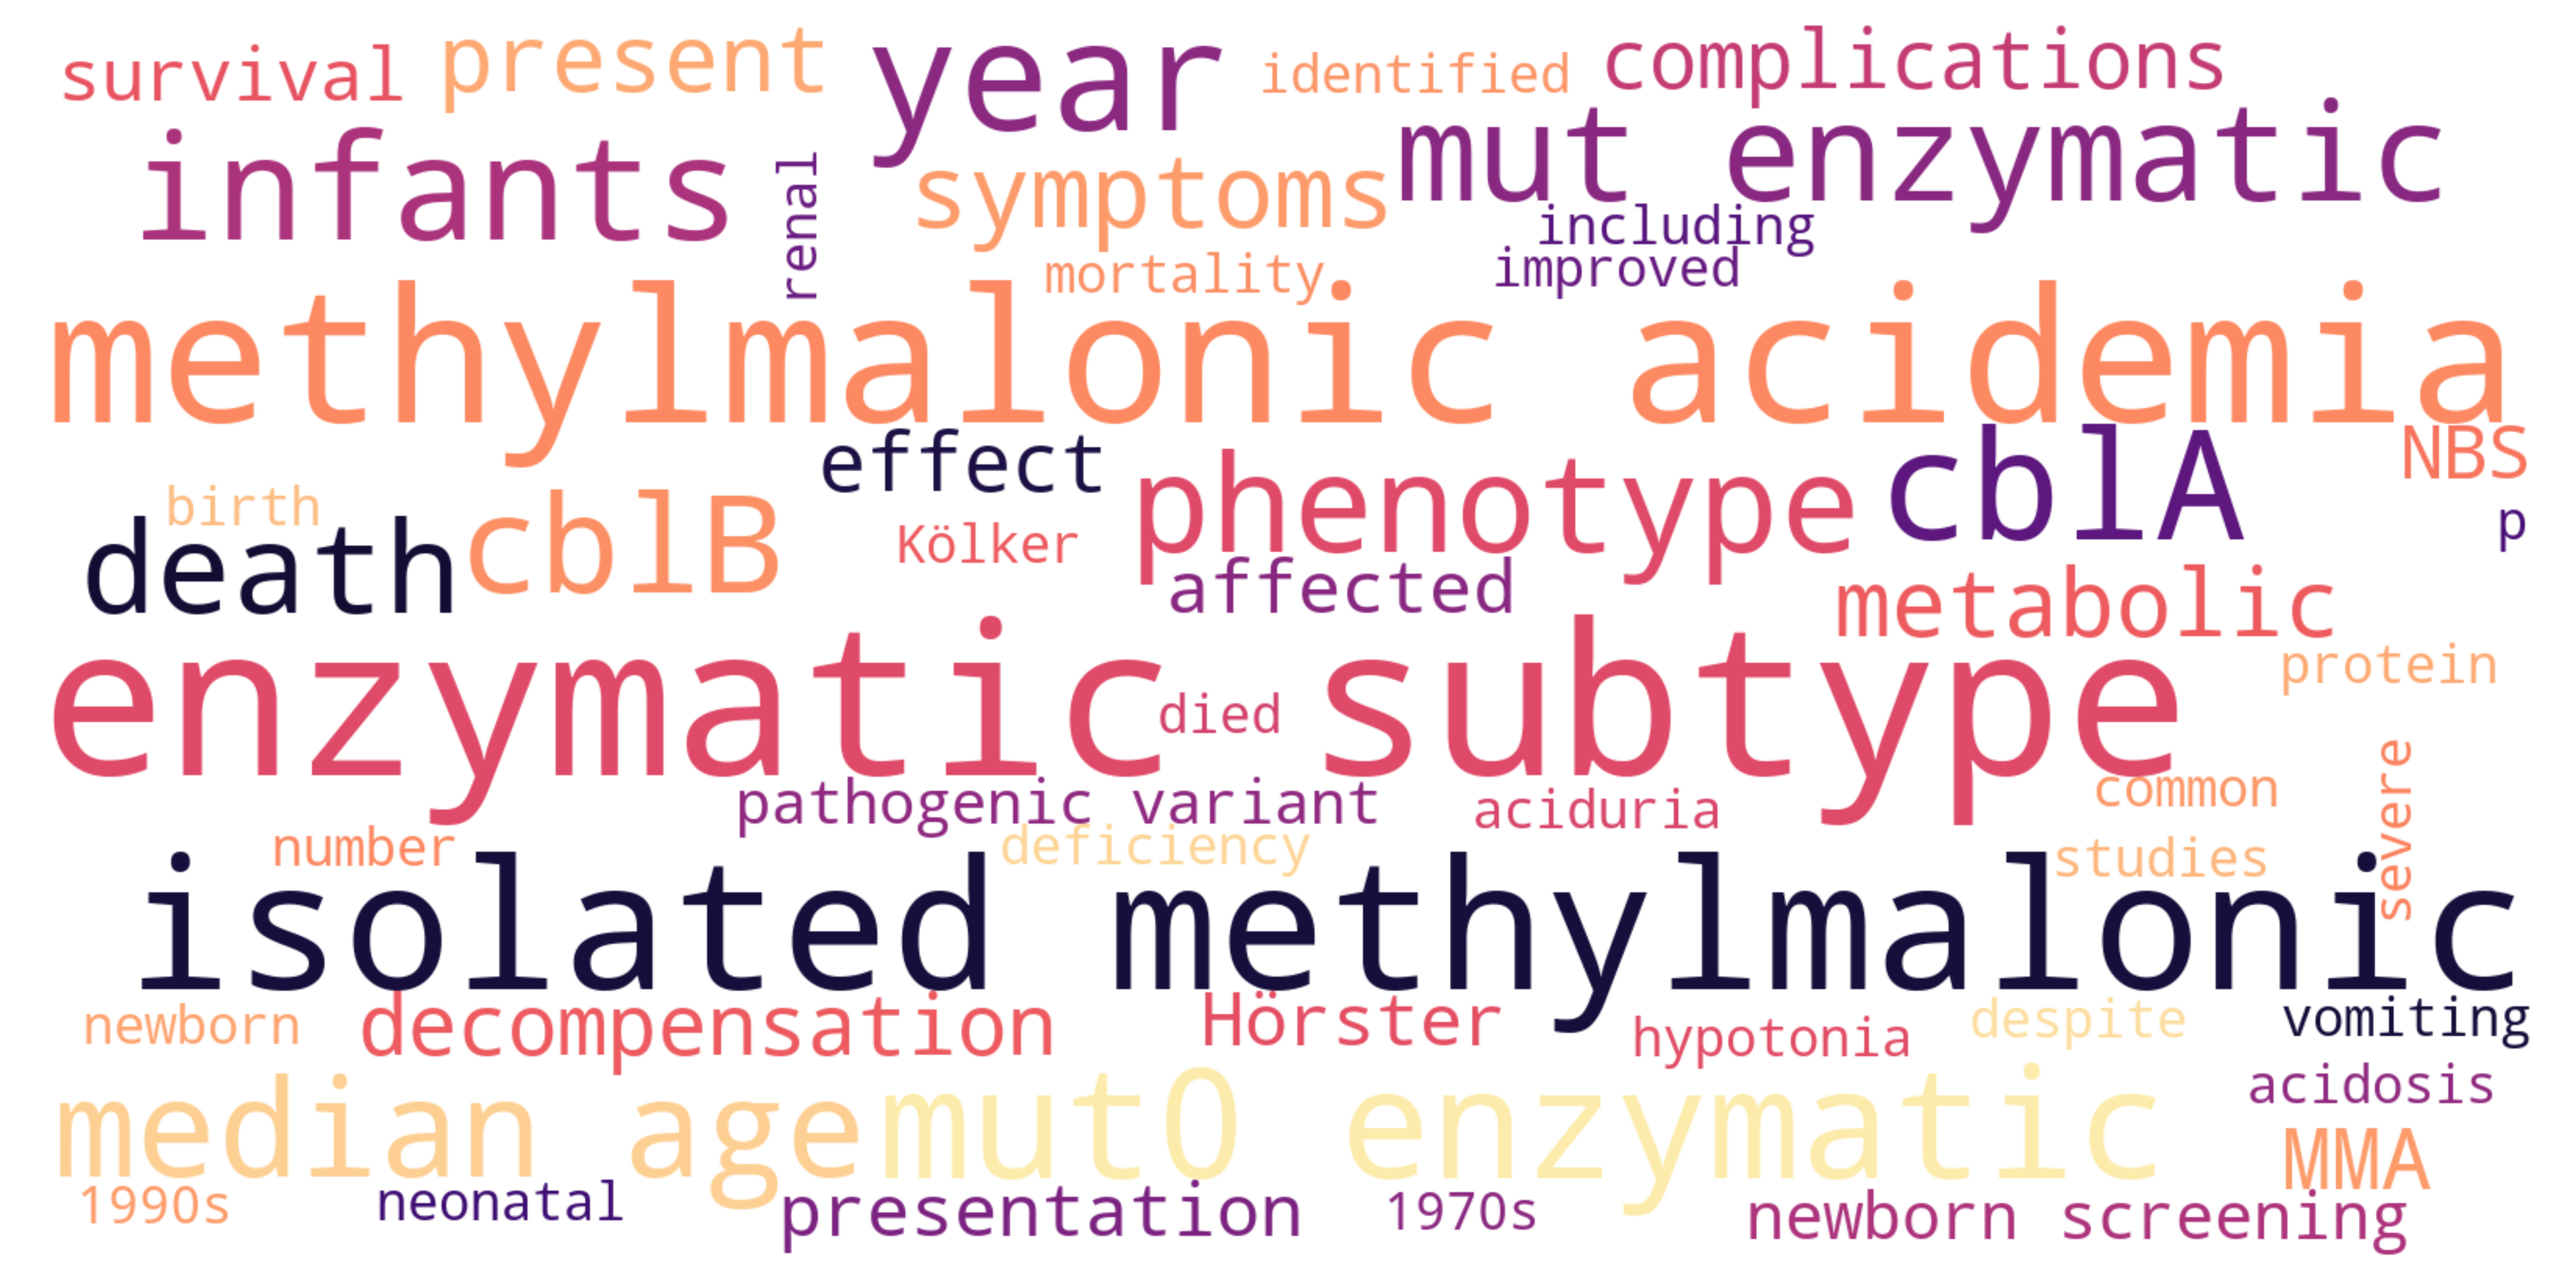 survival present year identified complications
infants renal symptoms mut enzymatic
including
mortality improved
methylmalonic acidemia
effect phenotype cblA NBS
birth death cblB Kölker affected p
metabolic
enzymatic subtype protein
died
pathogenic variant aciduria common severe
number deficiency studies
isolated methylmalonic
newborn decompensation Hörster hypotonia despite vomiting
acidosis
median age mut0 enzymatic MMA
1990s neonatal presentation 1970s newborn screening